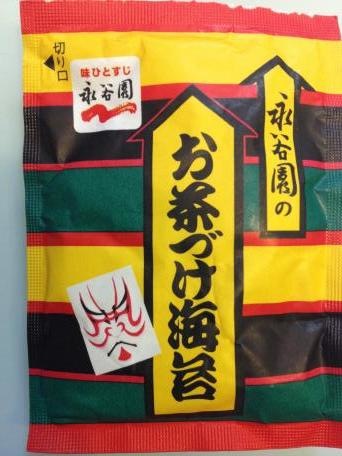 切り口
味ひとすじ
永谷園
永谷園の
お茶づけ海苔